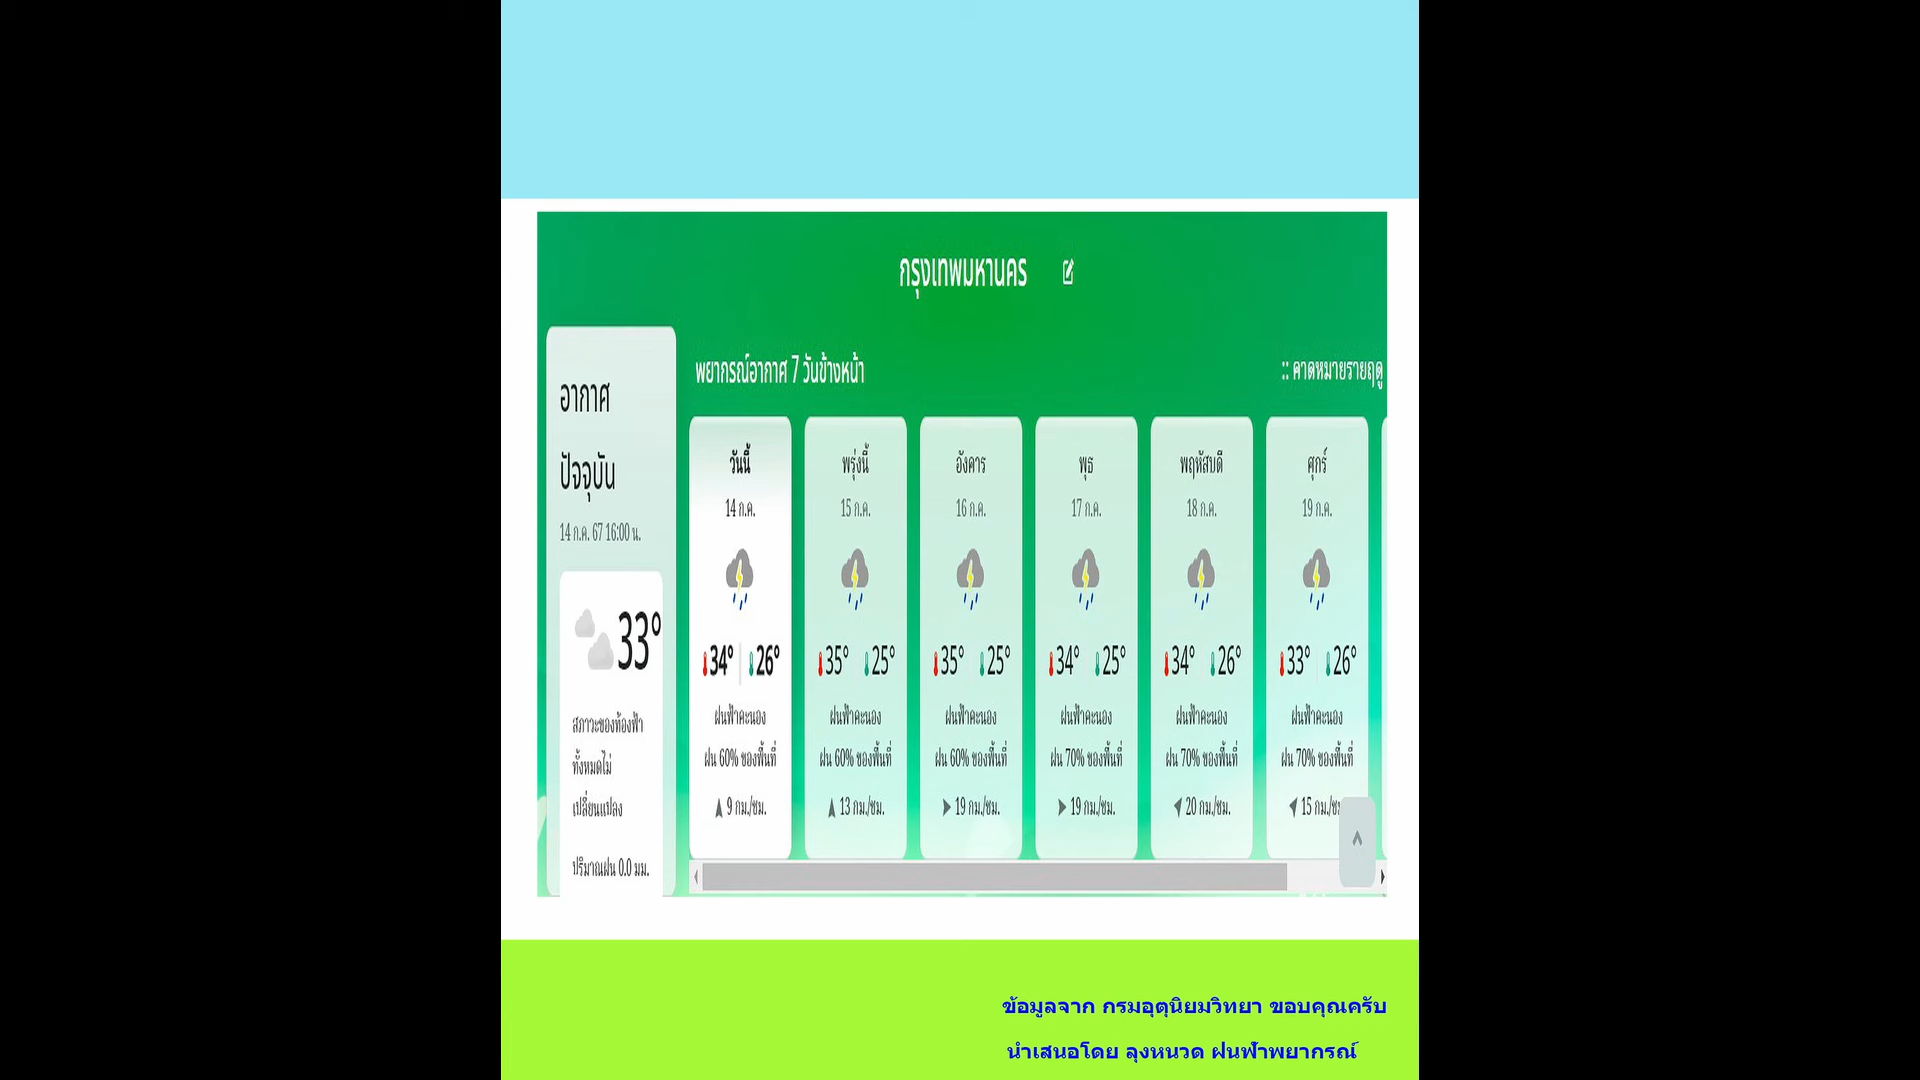 กรุงเทพมหานคร
พยากรณ์อากาศ 7 วันข้างหน้า
:: คาดหมายรายฤดู
อากาศ
ปัจจุบัน
14 ก.ค. 67 16:00 น.
33°
สภาวะของท้องฟ้า
ทั้งหมดไม่
เปลี่ยนแปลง
ปริมาณฝน 0.0 มม.
วันนี้
14 ก.ค.
34° 26°
ฝนฟ้าคะนอง
ฝน 60% ของพื้นที่
9 กม./ชม.
พรุ่งนี้
15 ก.ค.
35° 25°
ฝนฟ้าคะนอง
ฝน 60% ของพื้นที่
13 กม./ชม.
อังคาร
16 ก.ค.
35° 25°
ฝนฟ้าคะนอง
ฝน 60% ของพื้นที่
19 กม./ชม.
พุธ
17 ก.ค.
34° 25°
ฝนฟ้าคะนอง
ฝน 70% ของพื้นที่
19 กม./ชม.
พฤหัสบดี
18 ก.ค.
34° 26°
ฝนฟ้าคะนอง
ฝน 70% ของพื้นที่
20 กม./ชม.
ศุกร์
19 ก.ค.
33° 26°
ฝนฟ้าคะนอง
ฝน 70% ของพื้นที่
15 กม./ช
ข้อมูลจาก กรมอุตุนิยมวิทยา ขอบคุณครับ
นำเสนอโดย ลุงหนวด ฝนฟ้าพยากรณ์